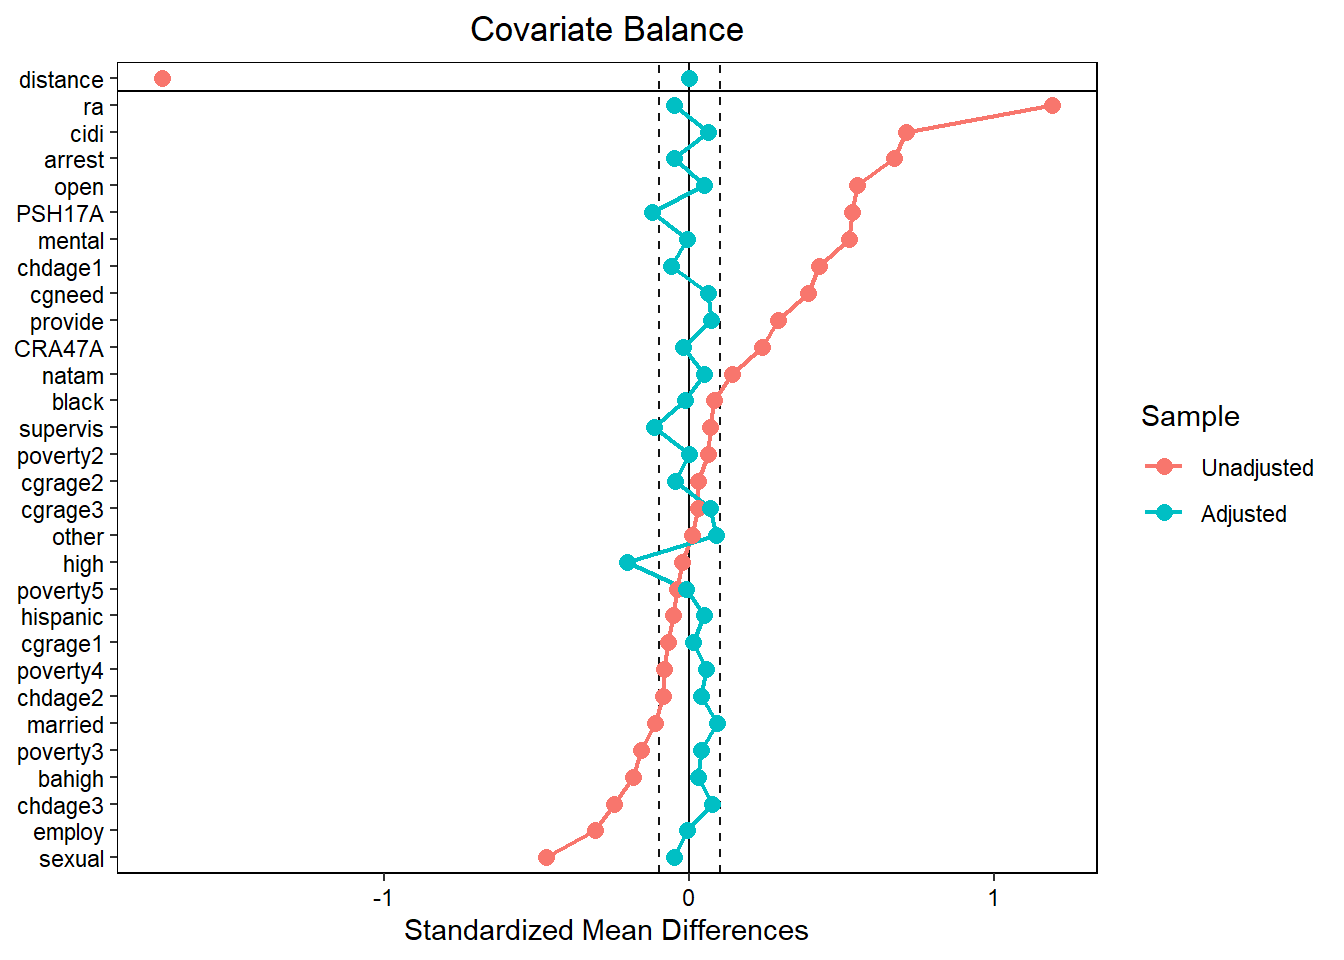 Covariate Balance
distance
ra
cidi
arrest
open
PSH17A
mental
chdage1
cgneed
provide
CRA47A
natam
black
supervis
poverty2
cgrage2
cgrage3
other
high
poverty5
hispanic
cgrage1
poverty4
chdage2
married
poverty3
bahigh
chdage3
employ
sexual
-1 0 1
Standardized Mean Differences
Sample
Unadjusted
Adjusted